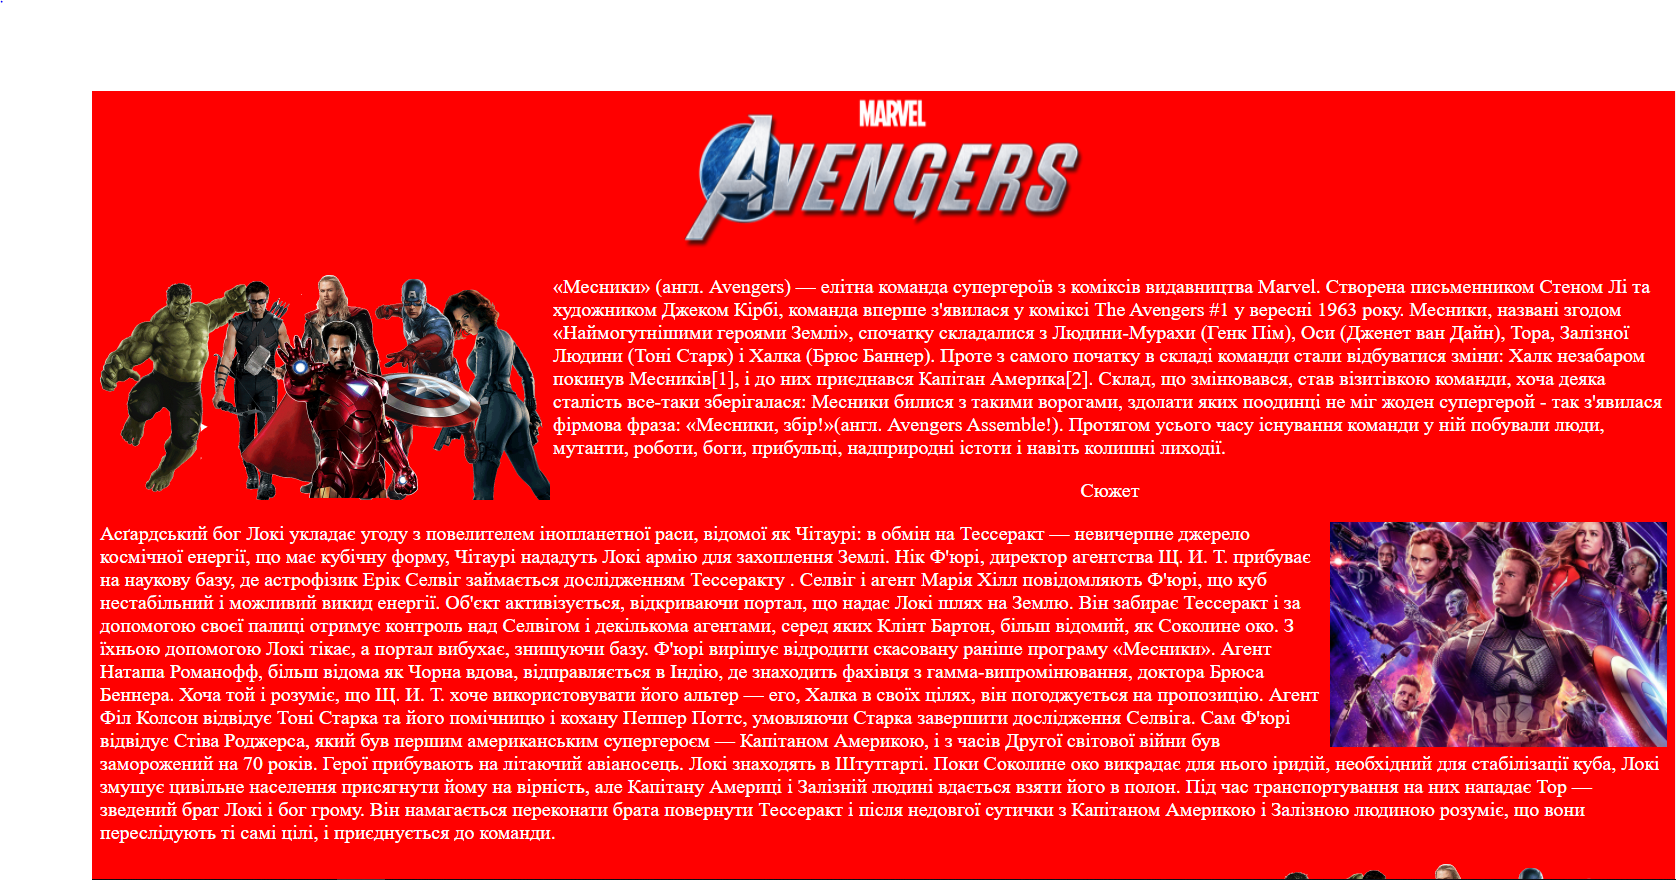 MARVEL
AVENGERS
«Месники» (англ. Avengers) — елітна команда супергероїв з коміксів видавництва Marvel. Створена письменником Стеном Лі та
художником Джеком Кірбі, команда вперше з'явилася у коміксі The Avengers #1 у вересні 1963 року. Месники, названі згодом
«Наймогутнішими героями Землі», спочатку складалися з Людини-Мурахи (Генк Пім), Оси (Дженет ван Дайн), Тора, Залізної
Людини (Тоні Старк) і Халка (Брюс Баннер). Проте з самого початку в складі команди стали відбуватися зміни: Халк незабаром
покинув Месників[1], і до них приєднався Капітан Америка[2]. Склад, що змінювався, став візитівкою команди, хоча деяка
сталість все-таки зберігалася: Месники билися з такими ворогами, здолати яких поодинці не міг жоден супергерой - так з'явилася
фірмова фраза: «Месники, збір!»(англ. Avengers Assemble!). Протягом усього часу існування команди у ній побували люди,
мутанти, роботи, боги, прибульці, надприродні істоти і навіть колишні лиходії.
Сюжет
Асґардський бог Локі укладає угоду з повелителем інопланетної раси, відомої як Чітаурі: в обмін на Тессеракт — невичерпне джерело
космічної енергії, що має кубічну форму, Чітаурі нададуть Локі армію для захоплення Землі. Нік Ф'юрі, директор агентства Щ. И. Т. прибуває
на наукову базу, де астрофізик Ерік Селвіг займається дослідженням Тессеракту . Селвіг і агент Марія Хілл повідомляють Ф'юрі, що куб
нестабільний і можливий викид енергії. Об'єкт активізується, відкриваючи портал, що надає Локі шлях на Землю. Він забирає Тессеракт і за
допомогою своєї палиці отримує контроль над Селвігом і декількома агентами, серед яких Клінт Бартон, більш відомий, як Соколине око. З
їхньою допомогою Локі тікає, а портал вибухає, знищуючи базу. Ф'юрі вирішує відродити скасовану раніше програму «Месники». Агент
Наташа Романофф, більш відома як Чорна вдова, відправляється в Індію, де знаходить фахівця з гамма-випромінювання, доктора Брюса
Беннера. Хоча той і розуміє, що Щ. И. Т. хоче використовувати його альтер — его, Халка в своїх цілях, він погоджується на пропозицію. Агент
Філ Колсон відвідує Тоні Старка та його помічницю і кохану Пеппер Поттс, умовляючи Старка завершити дослідження Селвіга. Сам Ф'юрі
відвідує Стіва Роджерса, який був першим американським супергероєм — Капітаном Америкою, і з часів Другої світової війни був
заморожений на 70 років. Герої прибувають на літаючий авіаносець. Локі знаходять в Штутгарті. Поки Соколине око викрадає для нього іридій, необхідний для стабілізації куба, Локі
змушує цивільне населення присягнути йому на вірність, але Капітану Америці і Залізній людині вдається взяти його в полон. Під час транспортування на них нападає Тор —
зведений брат Локі і бог грому. Він намагається переконати брата повернути Тессеракт і після недовгої сутички з Капітаном Америкою і Залізною людиною розуміє, що вони
переслідують ті самі цілі, і приєднується до команди.